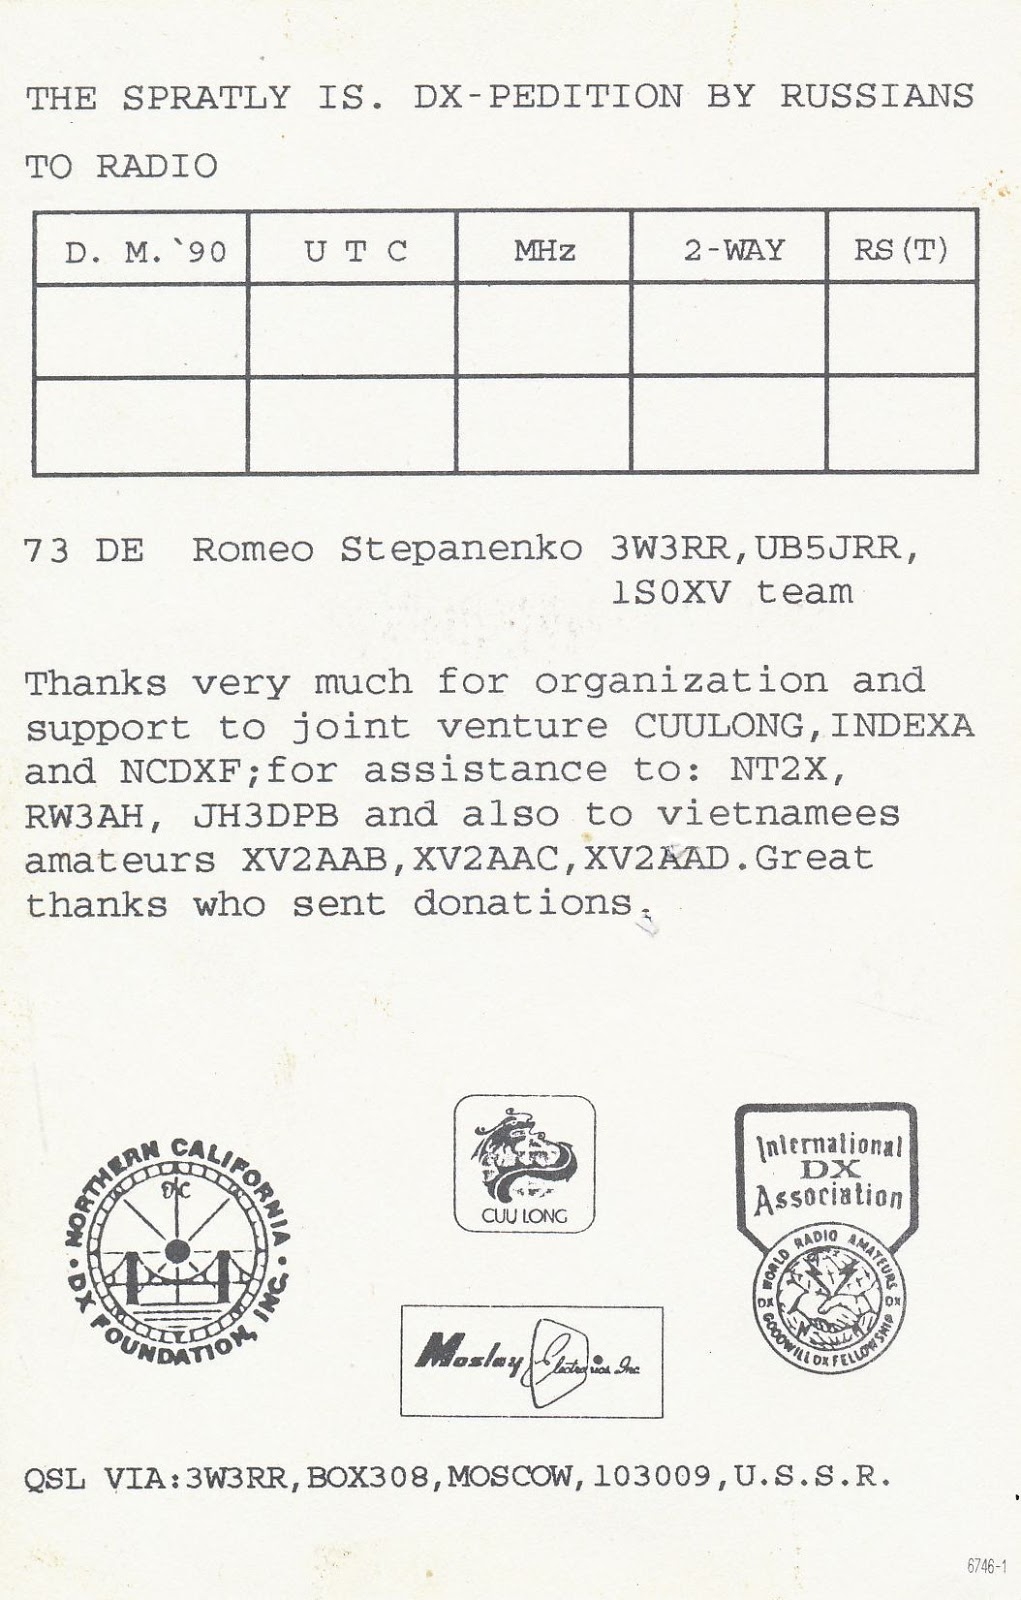 THE SPRATLY IS. DX-PEDITION BY RUSSIANS
TO RADIO
D. M.`90 U T C MHz 2-WAY RS(T)
73 DE Romeo Stepanenko 3W3RR,UB5JRR,
1S0XV team
Thanks very much for organization and
support to joint venture CUULONG,INDEXA
and NCDXF;for assistance to: NT2X,
RW3AH, JH3DPB and also to vietnamees
amateurs XV2AAB,XV2AAC,XV2AAD.Great
thanks who sent donations.
NORTHERN CALIFORNIA
DX FOUNDATION, INC.
CUU LONG
Mosley Electronics Inc
International
DX
Association
WORLD RADIO AMATEURS
DX DX
GOODWILL DX FELLOWSHIP
QSL VIA:3W3RR,BOX308,MOSCOW,103009,U.S.S.R.
6746-1